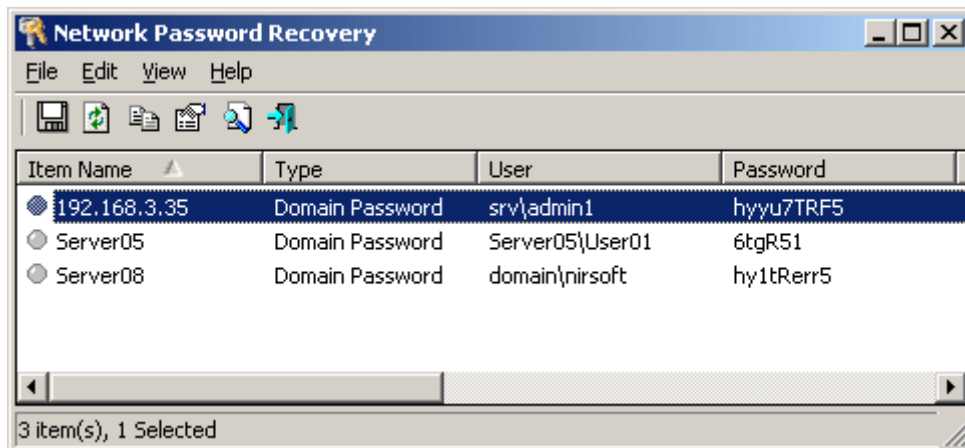 Network Password Recovery
File Edit View Help
Item Name Type User Password
192.168.3.35 Domain Password srv\admin1 hyyu7TRF5
Server05 Domain Password Server05\User01 6tgR51
Server08 Domain Password domain\nirsoft hy1tRerr5
3 item(s), 1 Selected